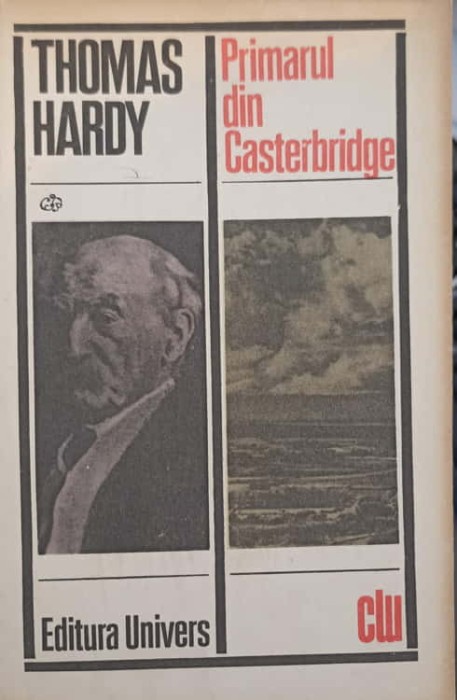 THOMAS
HARDY
Primarul
din
Casterbridge
Editura Univers
clu